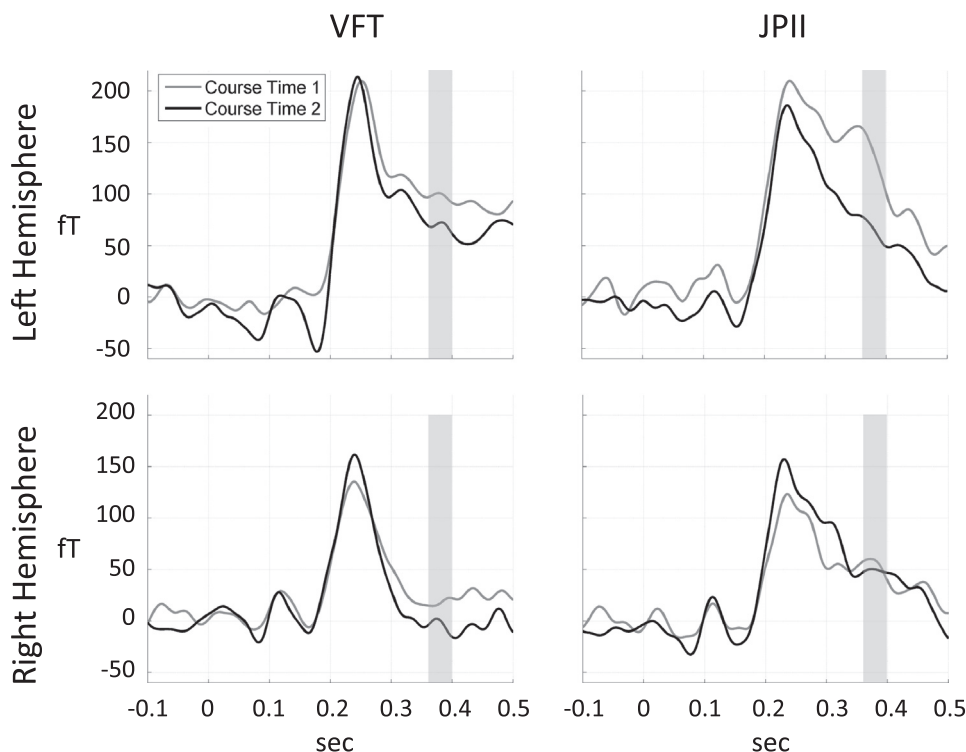 VFT JPII
Left Hemisphere
fT
200
150
100
50
0
-50
Course Time 1
Course Time 2
Right Hemisphere
fT
200
150
100
50
0
-50
-0.1 0 0.1 0.2 0.3 0.4 0.5
sec
-0.1 0 0.1 0.2 0.3 0.4 0.5
sec